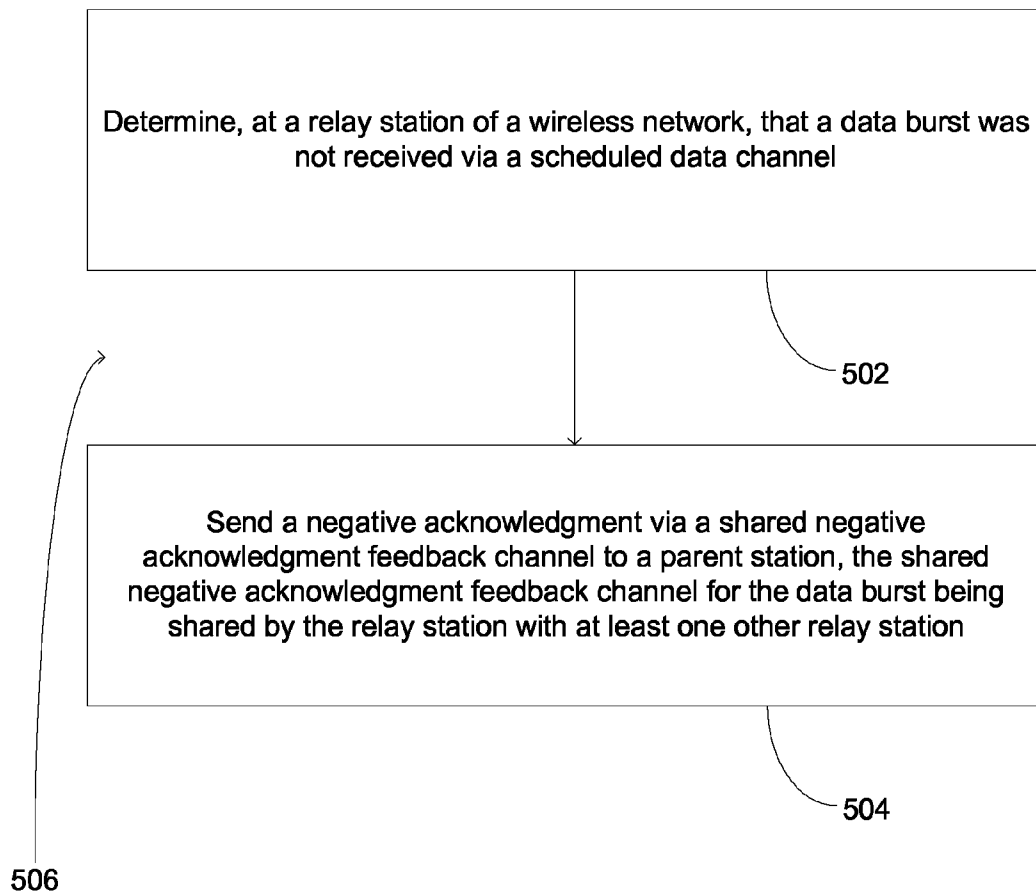 Determine, at a relay station of a wireless network, that a data burst was
not received via a scheduled data channel
502
Send a negative acknowledgment via a shared negative
acknowledgment feedback channel to a parent station, the shared
negative acknowledgment feedback channel for the data burst being
shared by the relay station with at least one other relay station
504
506